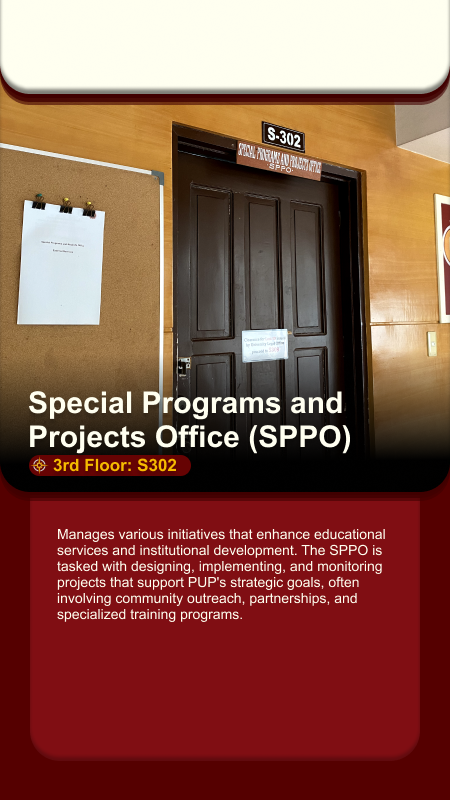 S-302
SPECIAL PROGRAMS AND PROJECTS OFFICE
SPPO
Special Programs and
Projects Office (SPPO)
3rd Floor: S302
Manages various initiatives that enhance educational
services and institutional development. The SPPO is
tasked with designing, implementing, and monitoring
projects that support PUP's strategic goals, often
involving community outreach, partnerships, and
specialized training programs.